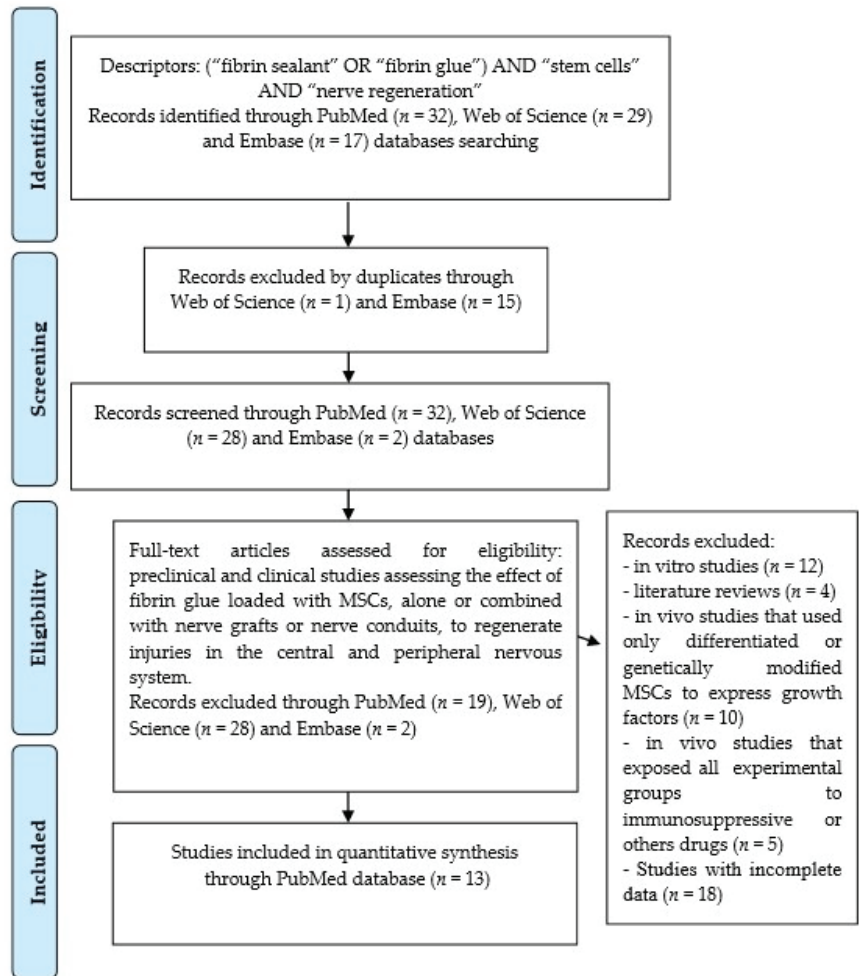 Identification
Descriptors: (“fibrin sealant” OR “fibrin glue”) AND “stem cells”
AND “nerve regeneration”
Records identified through PubMed (n = 32), Web of Science (n = 29)
and Embase (n = 17) databases searching
Screening
Records excluded by duplicates through
Web of Science (n = 1) and Embase (n = 15)
Records screened through PubMed (n = 32), Web of Science
(n = 28) and Embase (n = 2) databases
Eligibility
Full-text articles assessed for eligibility:
preclinical and clinical studies assessing the effect of
fibrin glue loaded with MSCs, alone or combined
with nerve grafts or nerve conduits, to regenerate
injuries in the central and peripheral nervous
system.
Records excluded through PubMed (n = 19), Web of
Science (n = 28) and Embase (n = 2)
Records excluded:
- in vitro studies (n = 12)
- literature reviews (n = 4)
- in vivo studies that used
only differentiated or
genetically modified
MSCs to express growth
factors (n = 10)
- in vivo studies that
exposed all experimental
groups to
immunosuppressive or
others drugs (n = 5)
- Studies with incomplete
data (n = 18)
Included
Studies included in quantitative synthesis
through PubMed database (n = 13)